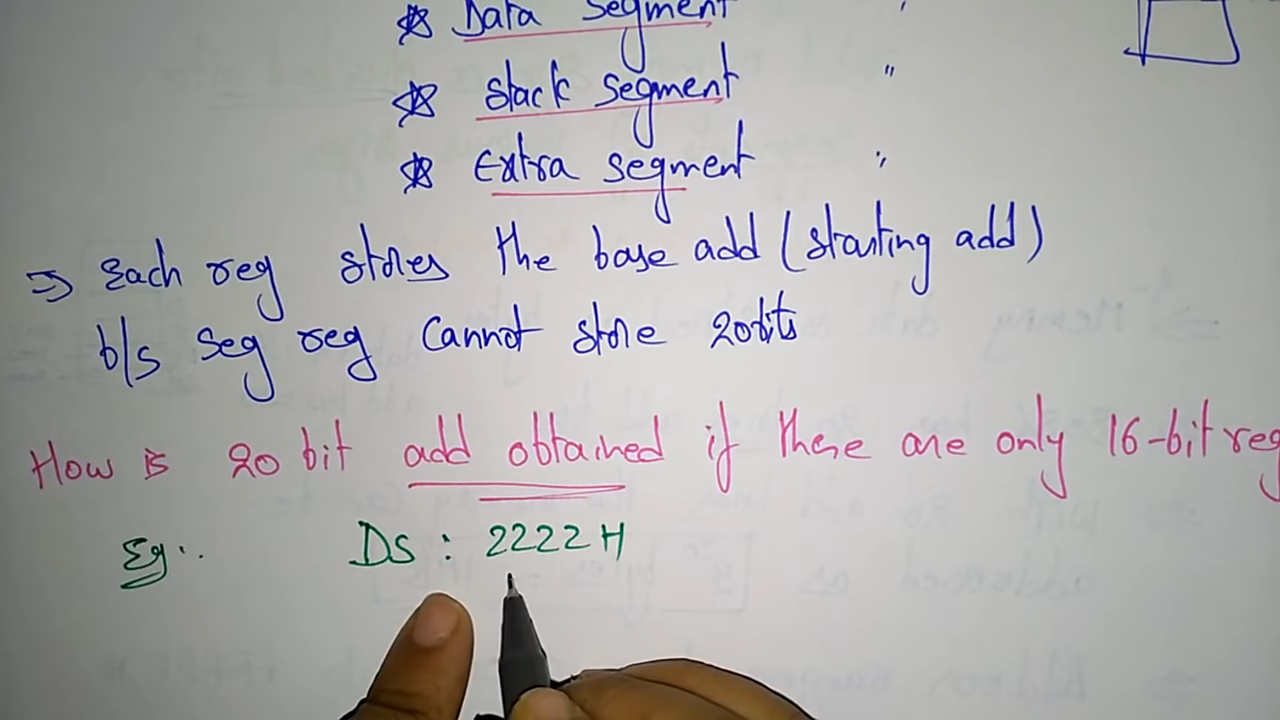 ☆ Data segment "
☆ Stack segment "
☆ Extra segment "
⇒ Each reg stores the base add (starting add)
b/s seg reg cannot store 20bits
How is 20 bit add obtained if there are only 16-bit reg
Eg:. DS : 2222H